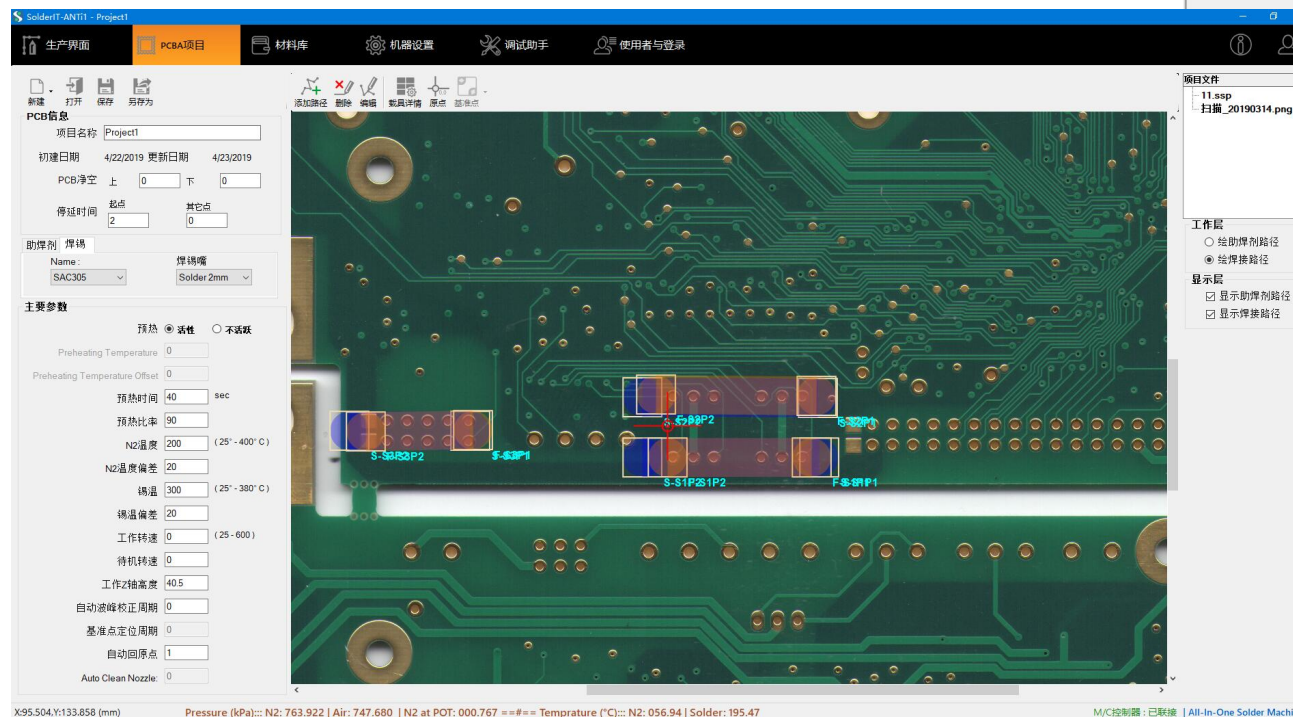 SolderIT-ANTi1 - Project1
生产界面 PCBA项目 材料库 机器设置 调试助手 使用者与登录
新建 打开 保存 另存为 添加路径 删除 编辑 载具详情 原点 基准点
PCB信息
项目名称 Project1
初建日期 4/22/2019 更新日期 4/23/2019
PCB净空 上 0 下 0
停延时间 起点 2 其它点 0
助焊剂 焊锡
Name : 焊锡嘴
SAC305 Solder 2mm
主要参数
预热 活性 不活跃
Preheating Temperature 0
Preheating Temperature Offset 0
预热时间 40 sec
预热比率 90
N2温度 200 (25°-400°C)
N2温度偏差 20
锡温 300 (25°-380°C)
锡温偏差 20
工作转速 0 (25-600)
待机转速 0
工作Z轴高度 40.5
自动波峰校正周期 0
基准点定位周期 0
自动回原点 1
Auto Clean Nozzle: 0
项目文件
11.ssp
扫描_20190314.png
工作层
绘助焊剂路径
绘焊接路径
显示层
显示助焊剂路径
显示焊接路径
X:95.504,Y:133.858 (mm) Pressure (kPa)::: N2: 763.922 | Air: 747.680 | N2 at POT: 000.767 ==#== Temprature (°C)::: N2: 056.94 | Solder: 195.47 M/C控制器 : 已联接 | All-In-One Solder Machi